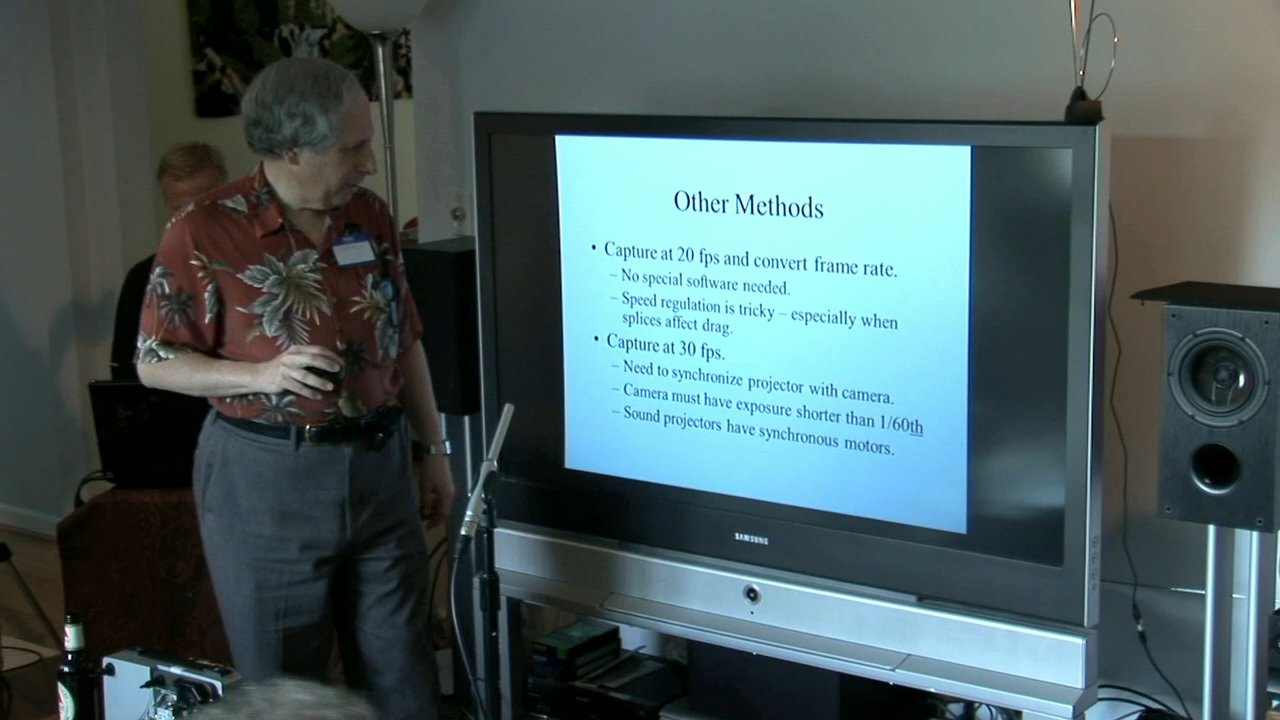 Other Methods
• Capture at 20 fps and convert frame rate.
– No special software needed.
– Speed regulation is tricky – especially when
splices affect drag.
• Capture at 30 fps.
– Need to synchronize projector with camera.
– Camera must have exposure shorter than 1/60th
– Sound projectors have synchronous motors.
SAMSUNG